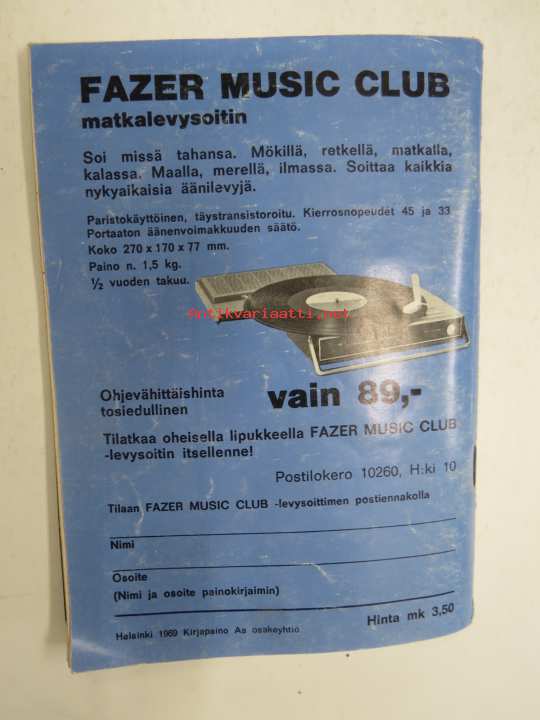 FAZER MUSIC CLUB
matkalevysoitin
Soi missä tahansa. Mökillä, retkellä, matkalla,
kalassa. Maalla, merellä, ilmassa. Soittaa kaikkia
nykyaikaisia äänilevyjä.
Paristokäyttöinen, täystransistoroitu. Kierrosnopeudet 45 ja 33
Portaaton äänenvoimakkuuden säätö.
Koko 270 x 170 x 77 mm.
Paino n. 1,5 kg.
½ vuoden takuu.
Antikvariaatti.net
Ohjevähittäishinta
tosiedullinen
vain 89,-
Tilatkaa oheisella lipukkeella FAZER MUSIC CLUB
-levysoitin itsellenne!
Postilokero 10260, H:ki 10
Tilaan FAZER MUSIC CLUB -levysoittimen postiennakolla
Nimi
Osoite
(Nimi ja osoite painokirjaimin)
Helsinki 1969 Kirjapaino Aa osakeyhtiö
Hinta mk 3,50